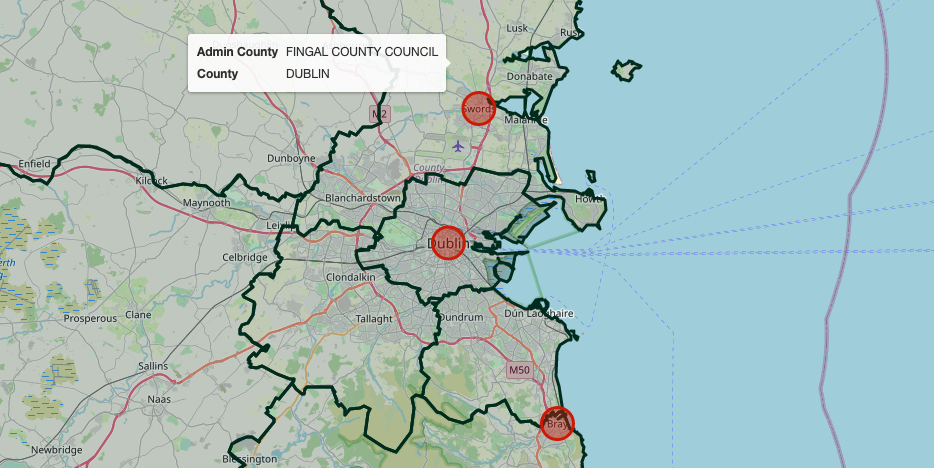 Lusk
Rus
Admin County FINGAL COUNTY COUNCIL
County DUBLIN
Donabate
Swords
M2
Malahide
Dunboyne
Enfield
County
Kilcock
Blanchardstown
Maynooth
Howth
Leixlip
Dublin
Celbridge
Clondalkin
Prosperous
Clane
Tallaght
Dundrum
Dún Laoghaire
Sallins
M50
Naas
Bray
Newbridge
Blessington